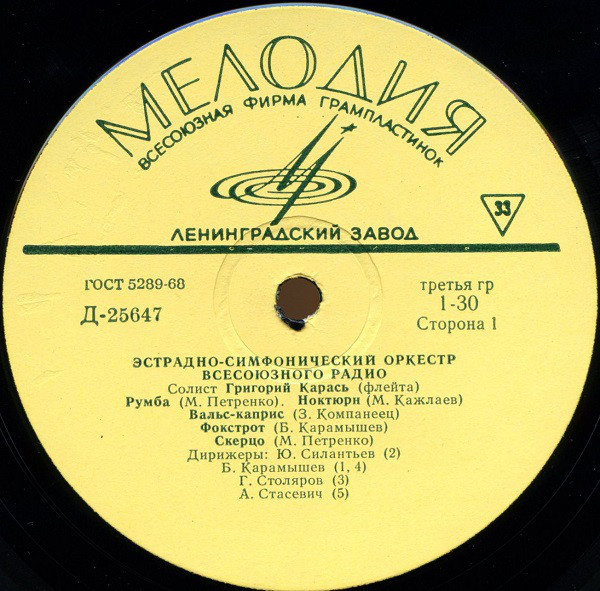 МЕЛОДИЯ
ВСЕСОЮЗНАЯ ФИРМА ГРАМПЛАСТИНОК
33
ЛЕНИНГРАДСКИЙ ЗАВОД
ГОСТ 5289-68
третья гр
Д-25647
1-30
Сторона 1
ЭСТРАДНО-СИМФОНИЧЕСКИЙ ОРКЕСТР
ВСЕСОЮЗНОГО РАДИО
Солист Григорий Карась (флейта)
Румба (М. Петренко). Ноктюрн (М. Кажлаев)
Вальс-каприс (З. Компанеец)
Фокстрот (Б. Карамышев)
Скерцо (М. Петренко)
Дирижеры: Ю. Силантьев (2)
Б. Карамышев (1, 4)
Г. Столяров (3)
А. Стасевич (5)